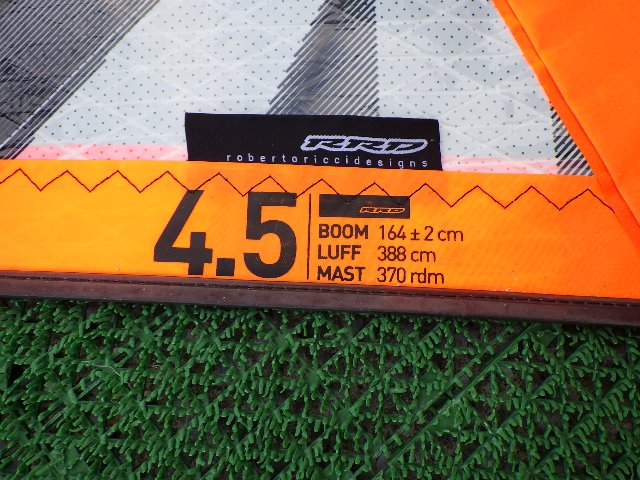 RRD
robertoriccidesigns
4.5
RRD
BOOM 164 ± 2 cm
LUFF 388 cm
MAST 370 rdm